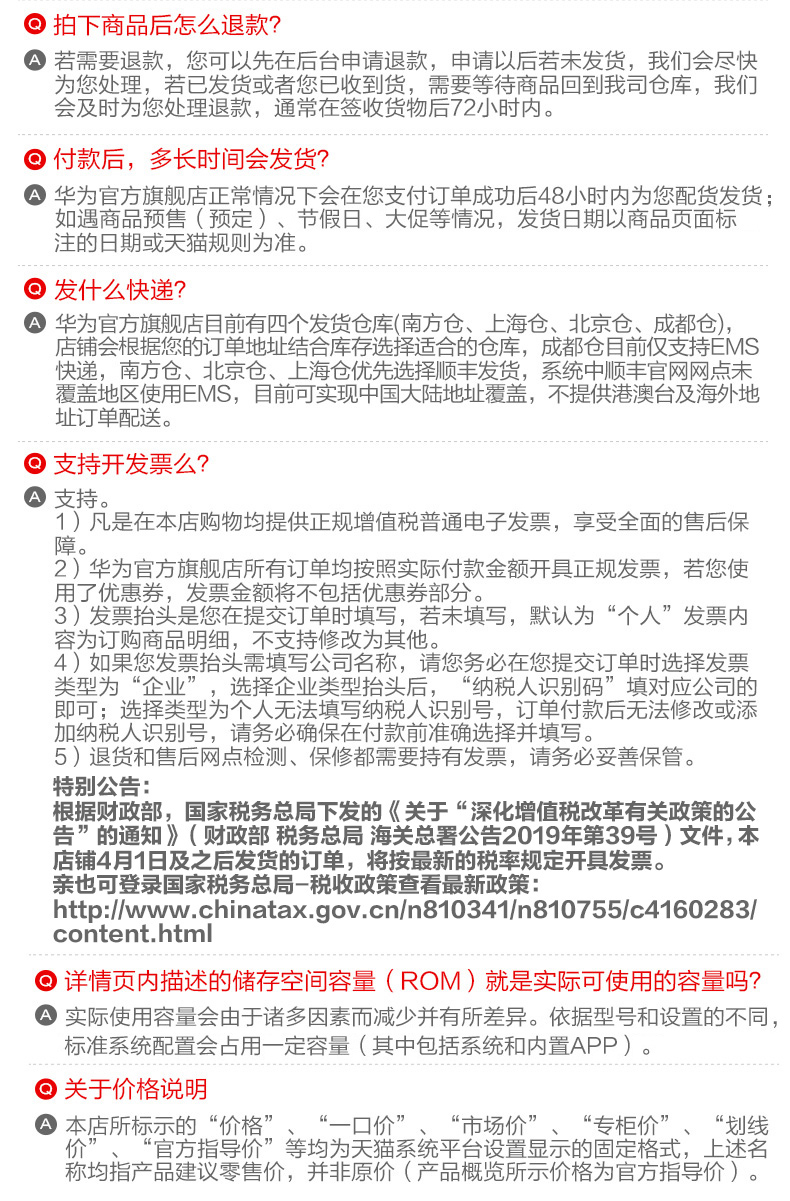 Q 拍下商品后怎么退款?
A 若需要退款，您可以先在后台申请退款，申请以后若未发货，我们会尽快
为您处理，若已发货或者您已收到货，需要等待商品回到我司仓库，我们
会及时为您处理退款，通常在签收货物后72小时内。
Q 付款后，多长时间会发货?
A 华为官方旗舰店正常情况下会在您支付订单成功后48小时内为您配货发货；
如遇商品预售（预定）、节假日、大促等情况，发货日期以商品页面标
注的日期或天猫规则为准。
Q 发什么快递?
A 华为官方旗舰店目前有四个发货仓库(南方仓、上海仓、北京仓、成都仓)，
店铺会根据您的订单地址结合库存选择适合的仓库，成都仓目前仅支持EMS
快递，南方仓、北京仓、上海仓优先选择顺丰发货，系统中顺丰官网网点未
覆盖地区使用EMS，目前可实现中国大陆地址覆盖，不提供港澳台及海外地
址订单配送。
Q 支持开发票么?
A 支持。
1）凡是在本店购物均提供正规增值税普通电子发票，享受全面的售后保
障。
2）华为官方旗舰店所有订单均按照实际付款金额开具正规发票，若您使
用了优惠券，发票金额将不包括优惠券部分。
3）发票抬头是您在提交订单时填写，若未填写，默认为“个人”发票内
容为订购商品明细，不支持修改为其他。
4）如果您发票抬头需填写公司名称，请您务必在您提交订单时选择发票
类型为“企业”，选择企业类型抬头后，“纳税人识别码”填对应公司的
即可；选择类型为个人无法填写纳税人识别号，订单付款后无法修改或添
加纳税人识别号，请务必确保在付款前准确选择并填写。
5）退货和售后网点检测、保修都需要持有发票，请务必妥善保管。
特别公告：
根据财政部，国家税务总局下发的《关于“深化增值税改革有关政策的公
告”的通知》（财政部 税务总局 海关总署公告2019年第39号）文件，本
店铺4月1日及之后发货的订单，将按最新的税率规定开具发票。
亲也可登录国家税务总局-税收政策查看最新政策：
http://www.chinatax.gov.cn/n810341/n810755/c4160283/
content.html
Q 详情页内描述的储存空间容量（ROM）就是实际可使用的容量吗?
A 实际使用容量会由于诸多因素而减少并有所差异。依据型号和设置的不同，
标准系统配置会占用一定容量（其中包括系统和内置APP）。
Q 关于价格说明
A 本店所标示的“价格”、“一口价”、“市场价”、“专柜价”、“划线
价”、“官方指导价”等均为天猫系统平台设置显示的固定格式，上述名
称均指产品建议零售价，并非原价（产品概览所示价格为官方指导价）。